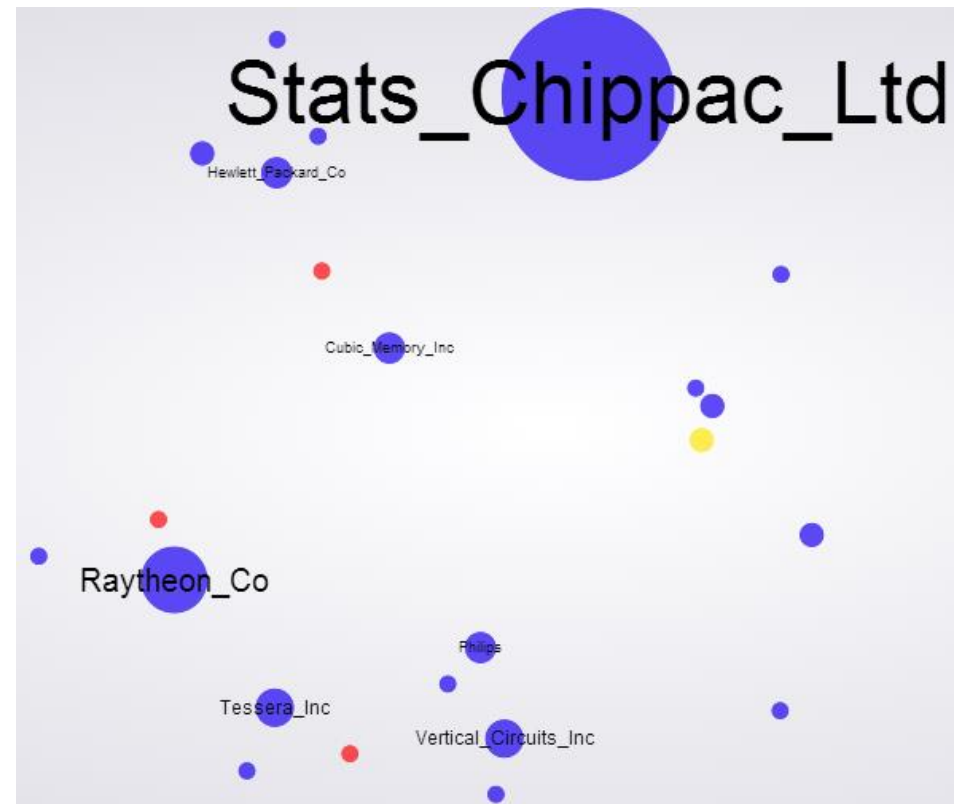 Stats_Chippac_Ltd
Hewlett_Packard_Co
Cubic_Memory_Inc
Raytheon_Co
Philips
Tessera_Inc
Vertical_Circuits_Inc